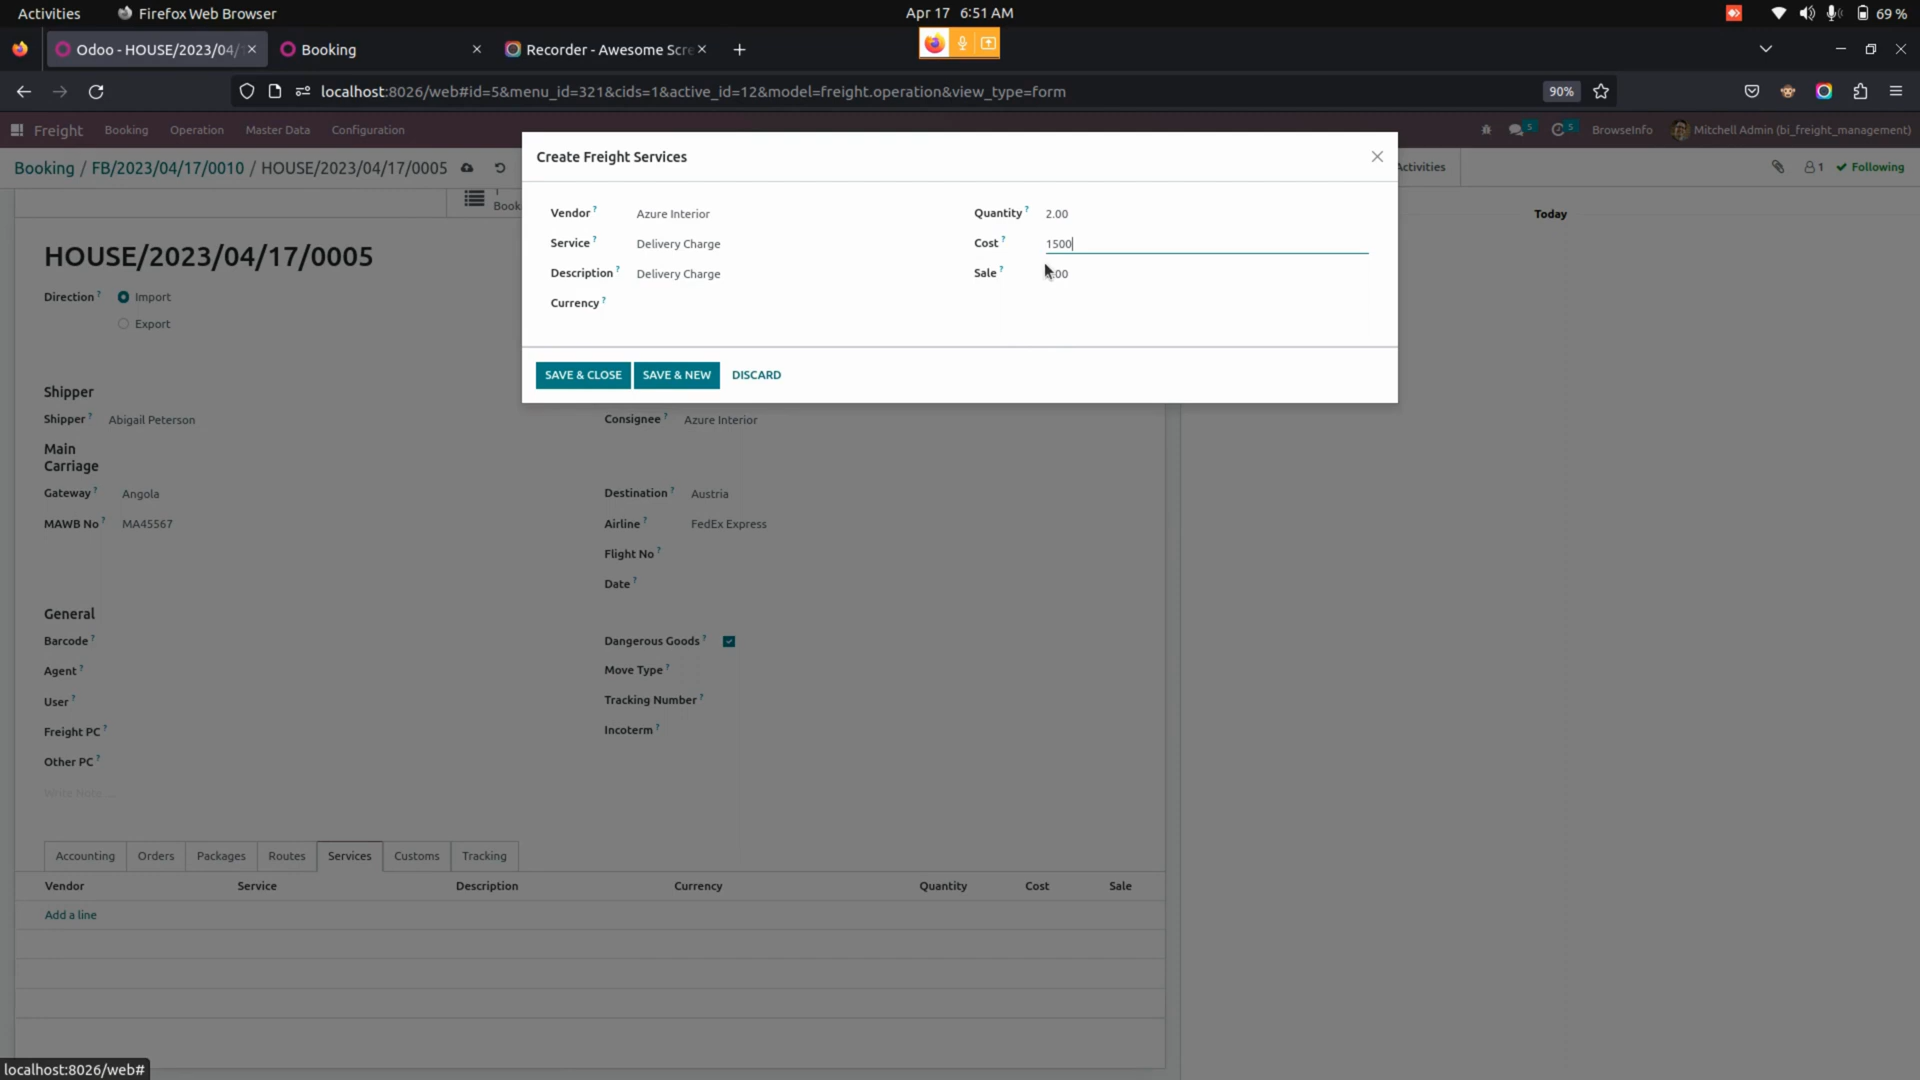 Activities Firefox Web Browser Apr 17 6:51 AM 69 %
Odoo - HOUSE/2023/04/ Booking Recorder - Awesome Scre
localhost:8026/web#id=5&menu_id=321&cids=1&active_id=12&model=freight.operation&view_type=form 90%
Freight Booking Operation Master Data Configuration 5 5 BrowseInfo Mitchell Admin (bi_freight_management)
Booking / FB/2023/04/17/0010 / HOUSE/2023/04/17/0005 Activities 1 Following
1
Book
Today
Create Freight Services
Vendor? Azure Interior Quantity? 2.00
Service? Delivery Charge Cost? 1500
Description? Delivery Charge Sale? 
Currency?
SAVE & CLOSE SAVE & NEW DISCARD
HOUSE/2023/04/17/0005
Direction? Import
Export
Shipper
Shipper? Abigail Peterson Consignee? Azure Interior
Main
Carriage
Gateway? Angola Destination? Austria
MAWB No? MA45567 Airline? FedEx Express
Flight No?
Date?
General
Barcode? Dangerous Goods?
Agent? Move Type?
User? Tracking Number?
Freight PC? Incoterm?
Other PC?
Write Note ...
Accounting Orders Packages Routes Services Customs Tracking
Vendor Service Description Currency Quantity Cost Sale
Add a line
localhost:8026/web#